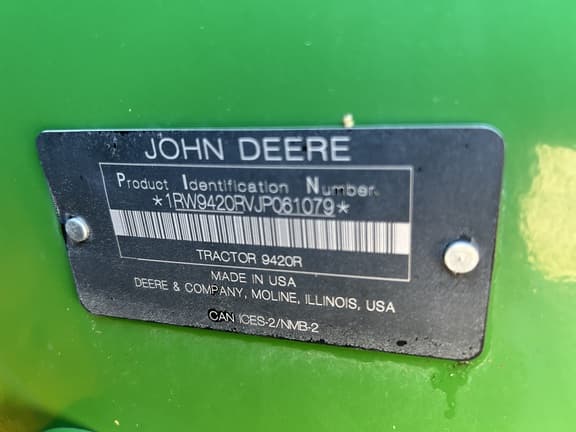 JOHN DEERE
Product Identification Number
*1RW9420RVJP061079*
TRACTOR 9420R
MADE IN USA
DEERE & COMPANY, MOLINE, ILLINOIS, USA
CAN ICES-2/NMB-2